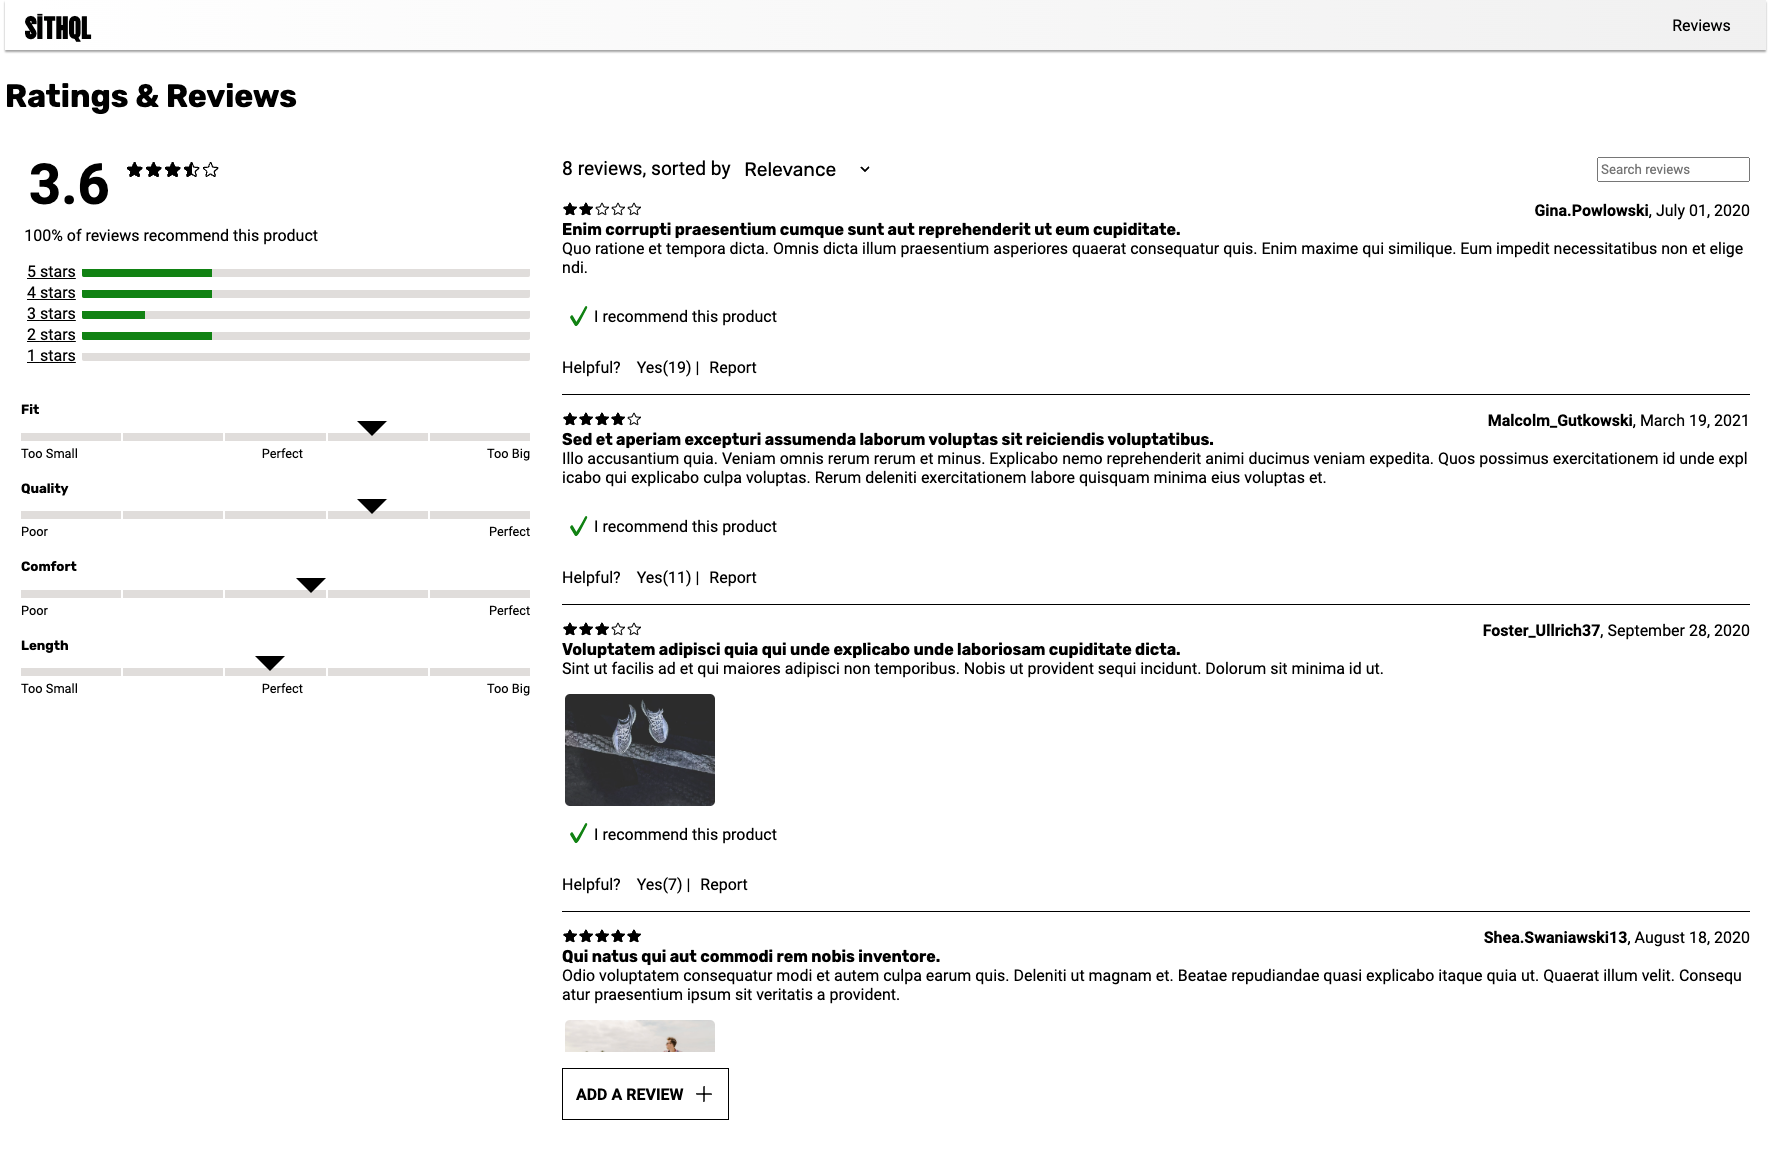 SiTHQL
Reviews
Ratings & Reviews
3.6
100% of reviews recommend this product
5 stars
4 stars
3 stars
2 stars
1 stars
Fit
Too Small Perfect Too Big
Quality
Poor Perfect
Comfort
Poor Perfect
Length
Too Small Perfect Too Big
8 reviews, sorted by Relevance
Search reviews
Gina.Powlowski, July 01, 2020
Enim corrupti praesentium cumque sunt aut reprehenderit ut eum cupiditate.
Quo ratione et tempora dicta. Omnis dicta illum praesentium asperiores quaerat consequatur quis. Enim maxime qui similique. Eum impedit necessitatibus non et elige
ndi.
I recommend this product
Helpful? Yes(19) | Report
Malcolm_Gutkowski, March 19, 2021
Sed et aperiam excepturi assumenda laborum voluptas sit reiciendis voluptatibus.
Illo accusantium quia. Veniam omnis rerum rerum et minus. Explicabo nemo reprehenderit animi ducimus veniam expedita. Quos possimus exercitationem id unde expl
icabo qui explicabo culpa voluptas. Rerum deleniti exercitationem labore quisquam minima eius voluptas et.
I recommend this product
Helpful? Yes(11) | Report
Foster_Ullrich37, September 28, 2020
Voluptatem adipisci quia qui unde explicabo unde laboriosam cupiditate dicta.
Sint ut facilis ad et qui maiores adipisci non temporibus. Nobis ut provident sequi incidunt. Dolorum sit minima id ut.
I recommend this product
Helpful? Yes(7) | Report
Shea.Swaniawski13, August 18, 2020
Qui natus qui aut commodi rem nobis inventore.
Odio voluptatem consequatur modi et autem culpa earum quis. Deleniti ut magnam et. Beatae repudiandae quasi explicabo itaque quia ut. Quaerat illum velit. Consequ
atur praesentium ipsum sit veritatis a provident.
ADD A REVIEW